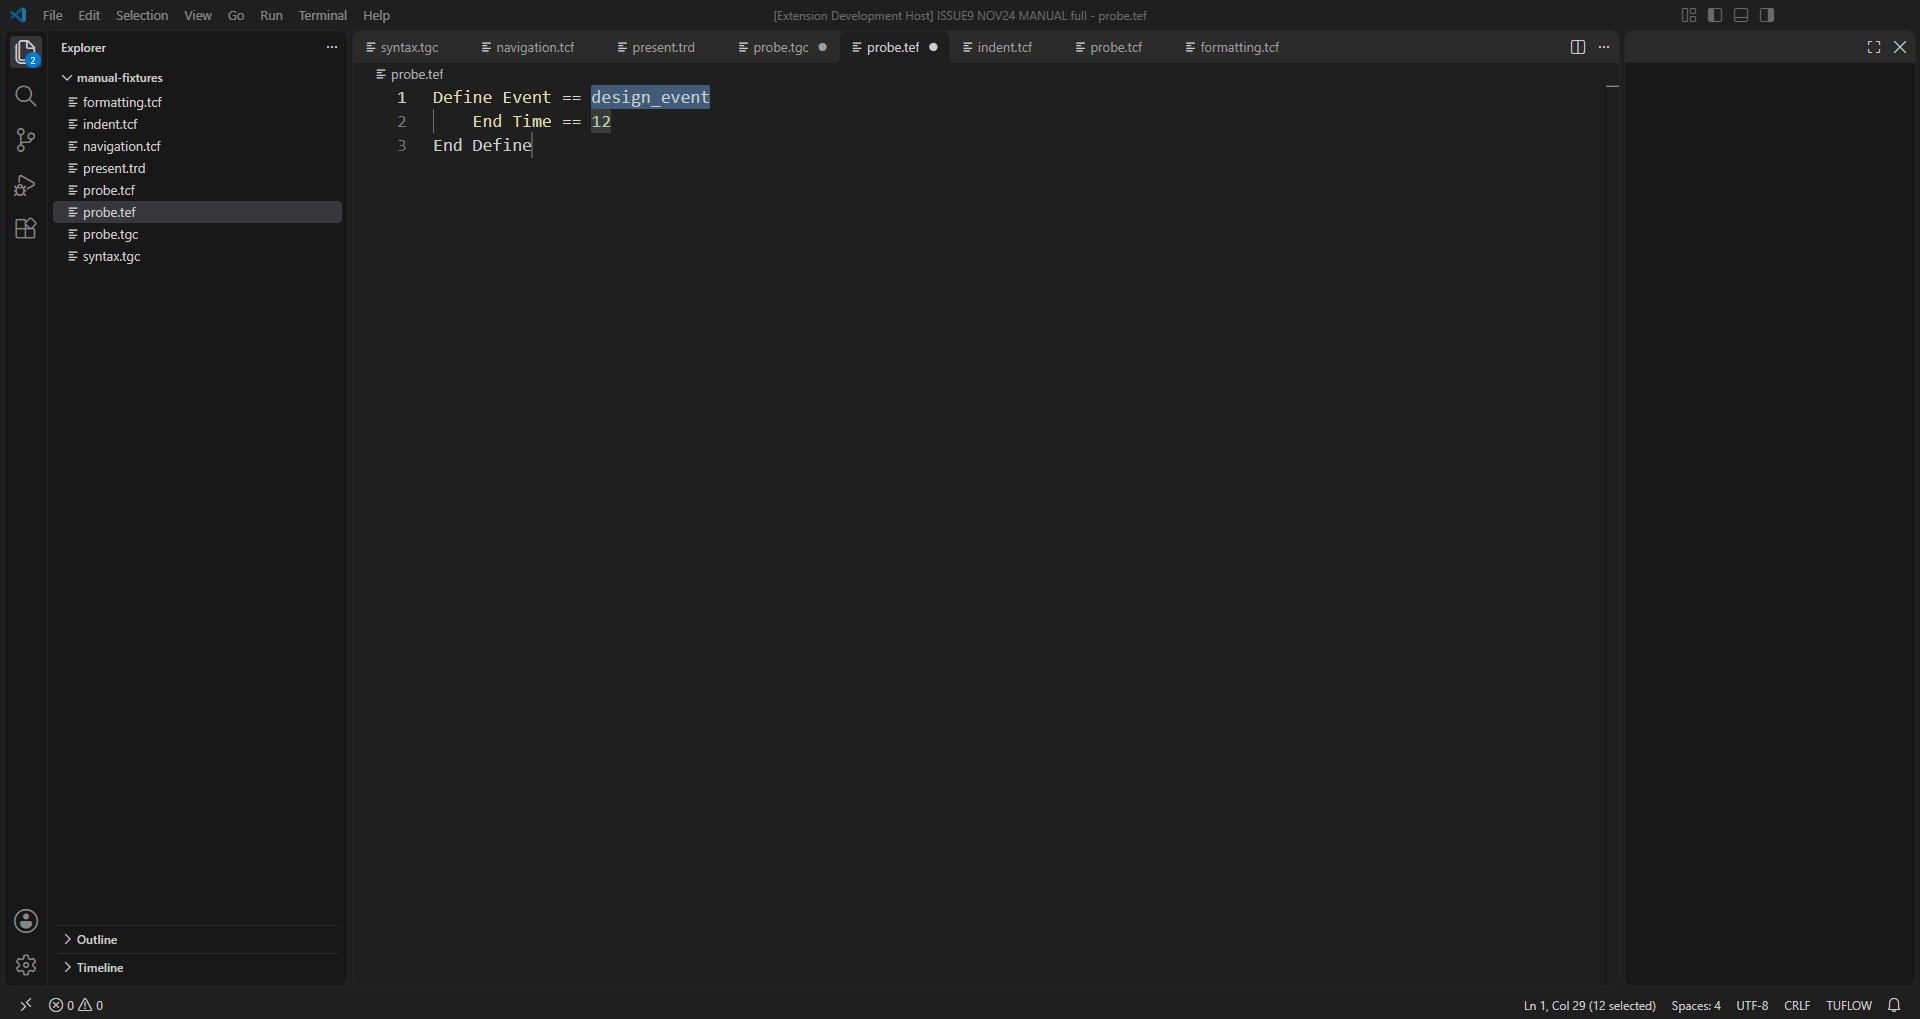 File Edit Selection View Go Run Terminal Help
[Extension Development Host] ISSUE9 NOV24 MANUAL full - probe.tef
2
Explorer
manual-fixtures
formatting.tcf
indent.tcf
navigation.tcf
present.trd
probe.tcf
probe.tef
probe.tgc
syntax.tgc
Outline
Timeline
syntax.tgc navigation.tcf present.trd probe.tgc probe.tef indent.tcf probe.tcf formatting.tcf
probe.tef
1 Define Event == design_event
2 End Time == 12
3 End Define
0 0
Ln 1, Col 29 (12 selected) Spaces: 4 UTF-8 CRLF TUFLOW